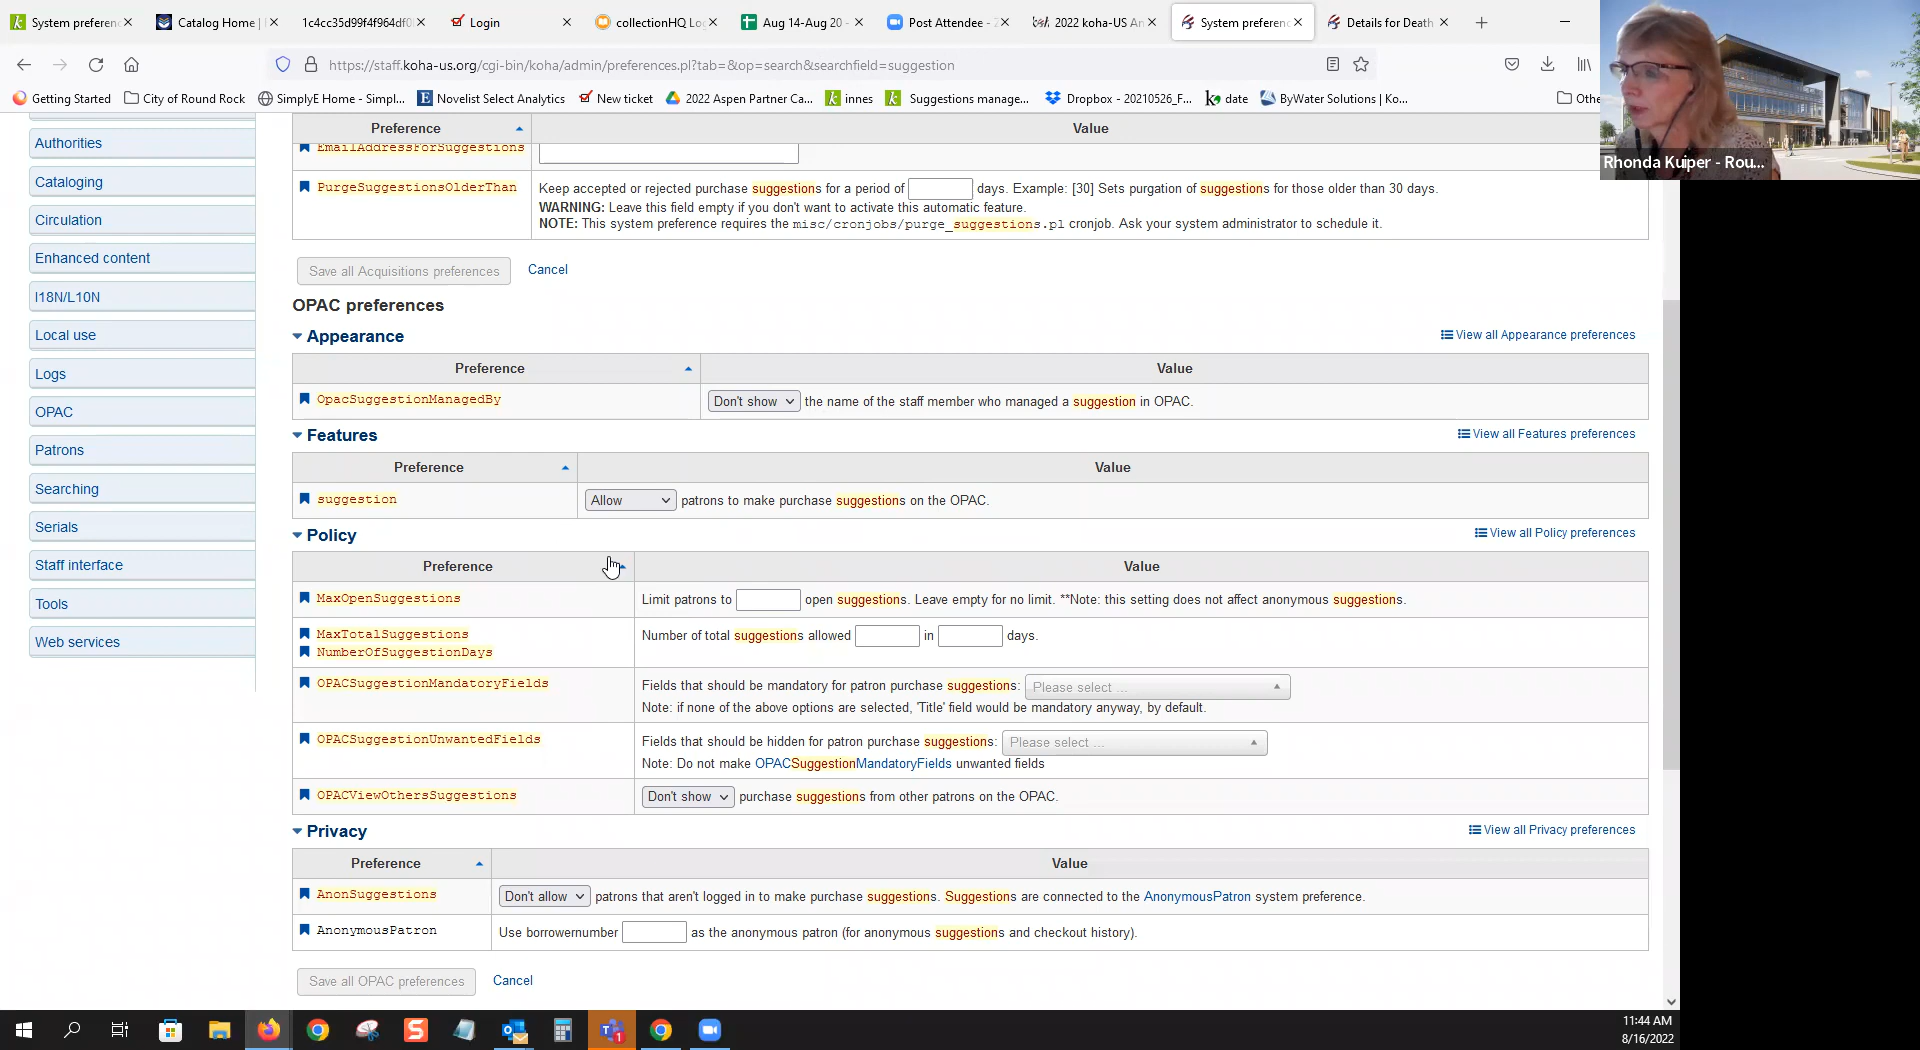 System preferenc
Catalog Home |
1c4cc35d99f4f964df0
Login
collectionHQ Lo
Aug 14-Aug 20 -
Post Attendee - Z
2022 koha-US An
System preferenc
Details for Death
https://staff.koha-us.org/cgi-bin/koha/admin/preferences.pl?tab=&op=search&searchfield=suggestion
Getting Started
City of Round Rock
SimplyE Home - Simpl...
Novelist Select Analytics
New ticket
2022 Aspen Partner Ca...
innes
Suggestions manage...
Dropbox - 20210526_F...
date
ByWater Solutions | Ko...
Othe
Rhonda Kuiper - Rou...
Authorities
Cataloging
Circulation
Enhanced content
I18N/L10N
Local use
Logs
OPAC
Patrons
Searching
Serials
Staff interface
Tools
Web services
Preference
Value
EmailAddressForSuggestions
PurgeSuggestionsOlderThan
Keep accepted or rejected purchase suggestions for a period of days. Example: [30] Sets purgation of suggestions for those older than 30 days.
WARNING: Leave this field empty if you don't want to activate this automatic feature.
NOTE: This system preference requires the misc/cronjobs/purge_suggestions.pl cronjob. Ask your system administrator to schedule it.
Save all Acquisitions preferences
Cancel
OPAC preferences
Appearance
View all Appearance preferences
Preference
Value
OpacSuggestionManagedBy
Don't show the name of the staff member who managed a suggestion in OPAC.
Features
View all Features preferences
Preference
Value
suggestion
Allow patrons to make purchase suggestions on the OPAC.
Policy
View all Policy preferences
Preference
Value
MaxOpenSuggestions
Limit patrons to open suggestions. Leave empty for no limit. **Note: this setting does not affect anonymous suggestions.
MaxTotalSuggestions
NumberOfSuggestionDays
Number of total suggestions allowed in days.
OPACSuggestionMandatoryFields
Fields that should be mandatory for patron purchase suggestions: Please select ...
Note: if none of the above options are selected, 'Title' field would be mandatory anyway, by default.
OPACSuggestionUnwantedFields
Fields that should be hidden for patron purchase suggestions: Please select ...
Note: Do not make OPACSuggestionMandatoryFields unwanted fields
OPACViewOthersSuggestions
Don't show purchase suggestions from other patrons on the OPAC.
Privacy
View all Privacy preferences
Preference
Value
AnonSuggestions
Don't allow patrons that aren't logged in to make purchase suggestions. Suggestions are connected to the AnonymousPatron system preference.
AnonymousPatron
Use borrowernumber as the anonymous patron (for anonymous suggestions and checkout history).
Save all OPAC preferences
Cancel
11:44 AM
8/16/2022